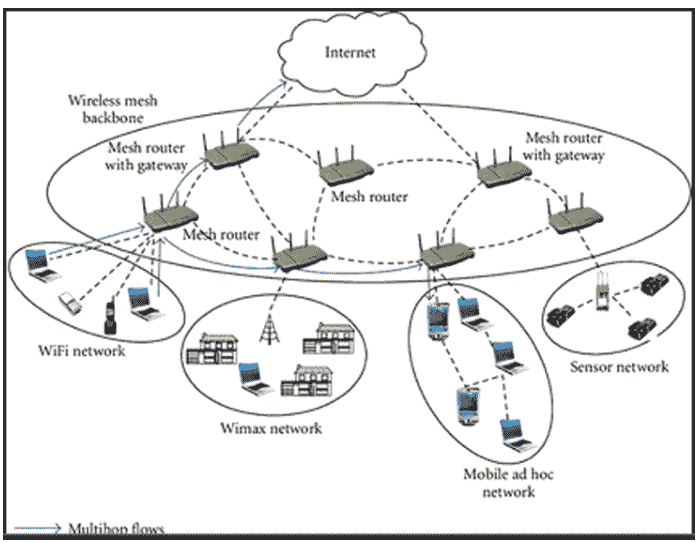 Internet
Wireless mesh
backbone
Mesh router
with gateway
Mesh router
with gateway
Mesh router
Mesh router
WiFi network
Sensor network
Wimax network
Mobile ad hoc
network
Multihop flows